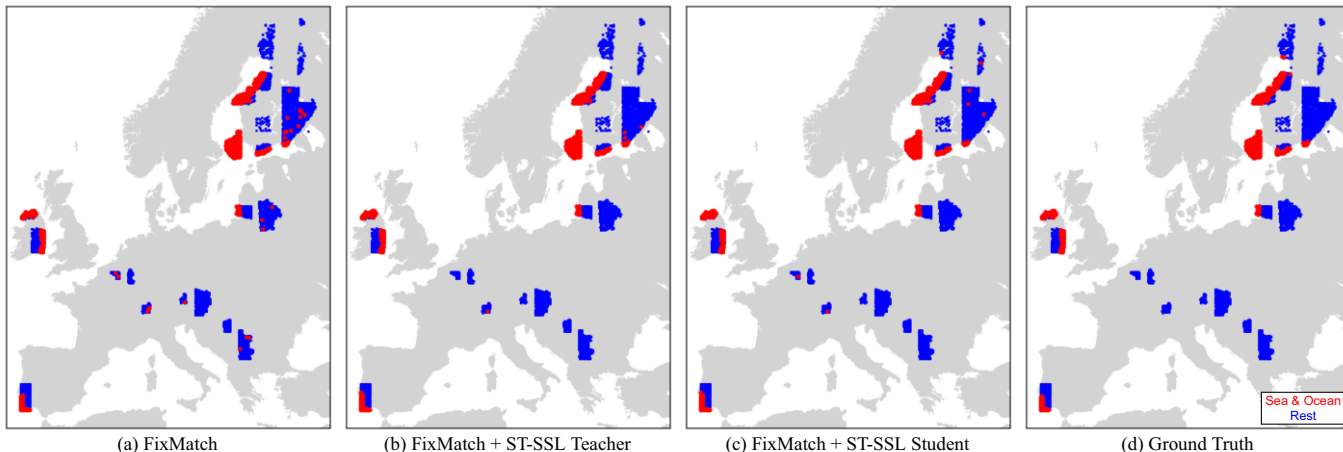 Sea & Ocean
Rest
(a) FixMatch
(b) FixMatch + ST-SSL Teacher
(c) FixMatch + ST-SSL Student
(d) Ground Truth